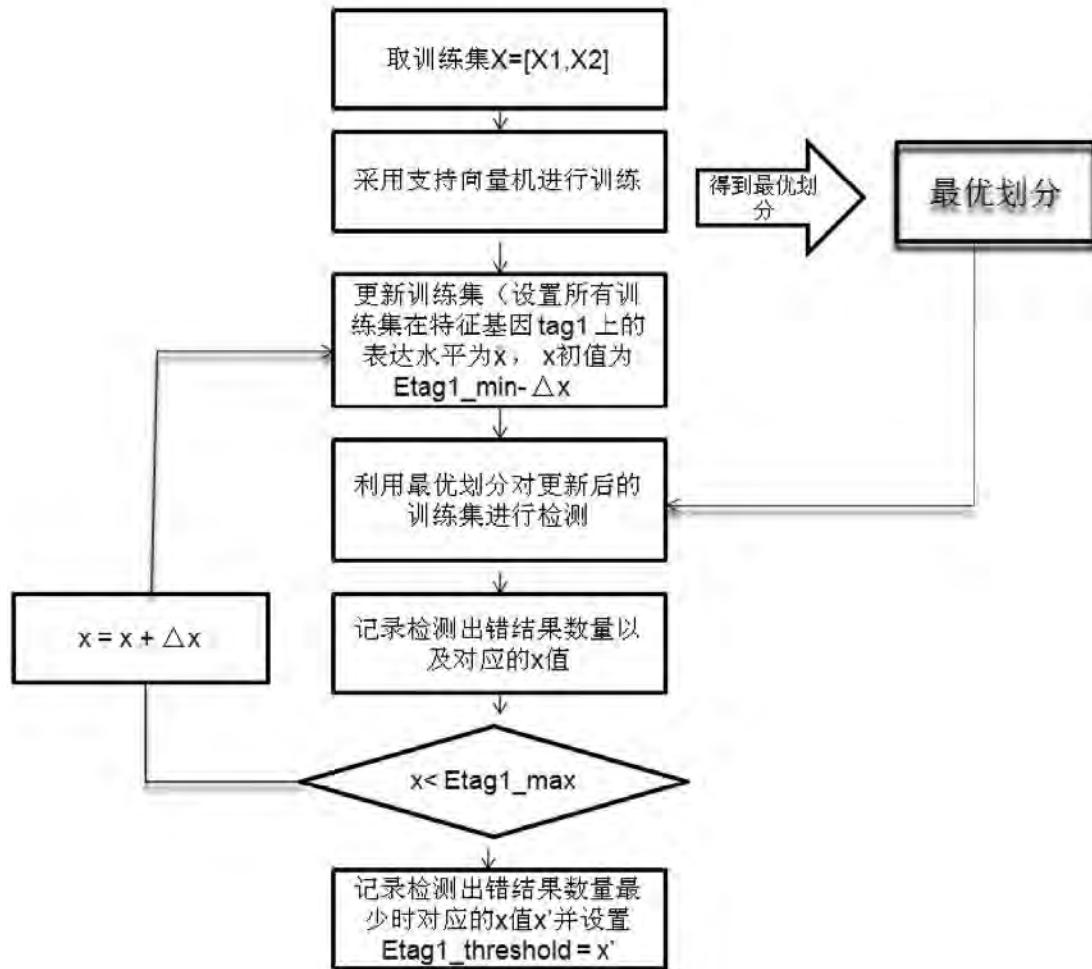 取训练集X=[X1,X2]
采用支持向量机进行训练
得到最优划
分
最优划分
更新训练集（设置所有训
练集在特征基因 tag1 上的
表达水平为x， x初值为
Etag1_min- △x
利用最优划分对更新后的
训练集进行检测
记录检测出错结果数量以
及对应的x值
x = x + △x
x< Etag1_max
记录检测出错结果数量最
少时对应的x值x’并设置
Etag1_threshold = x’